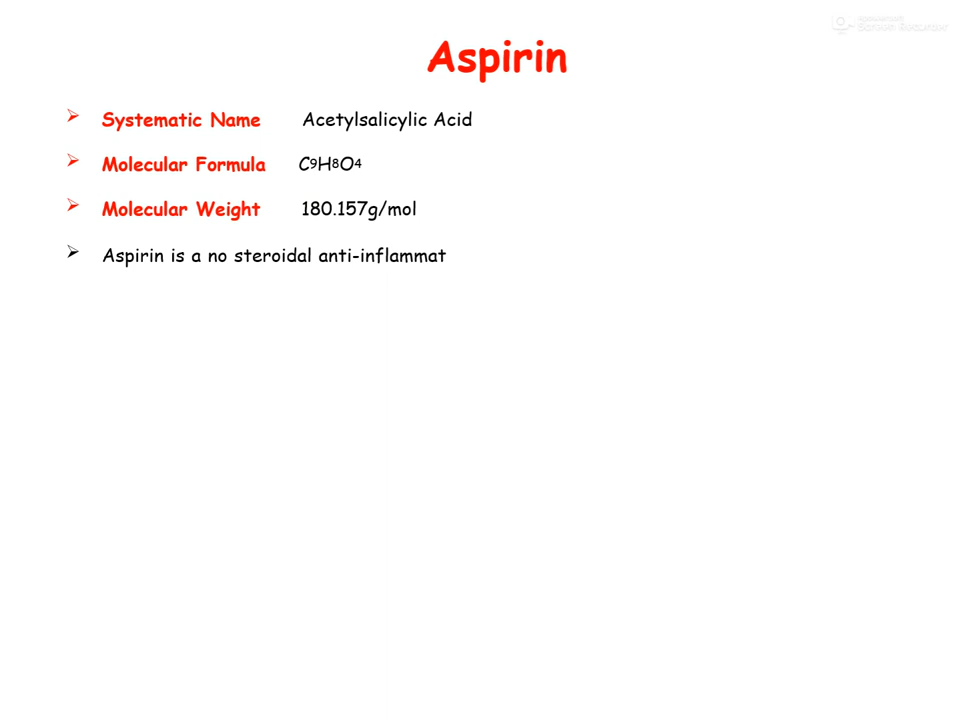 Aspirin
Systematic Name Acetylsalicylic Acid
Molecular Formula C9H8O4
Molecular Weight 180.157g/mol
Aspirin is a no steroidal anti-inflammat